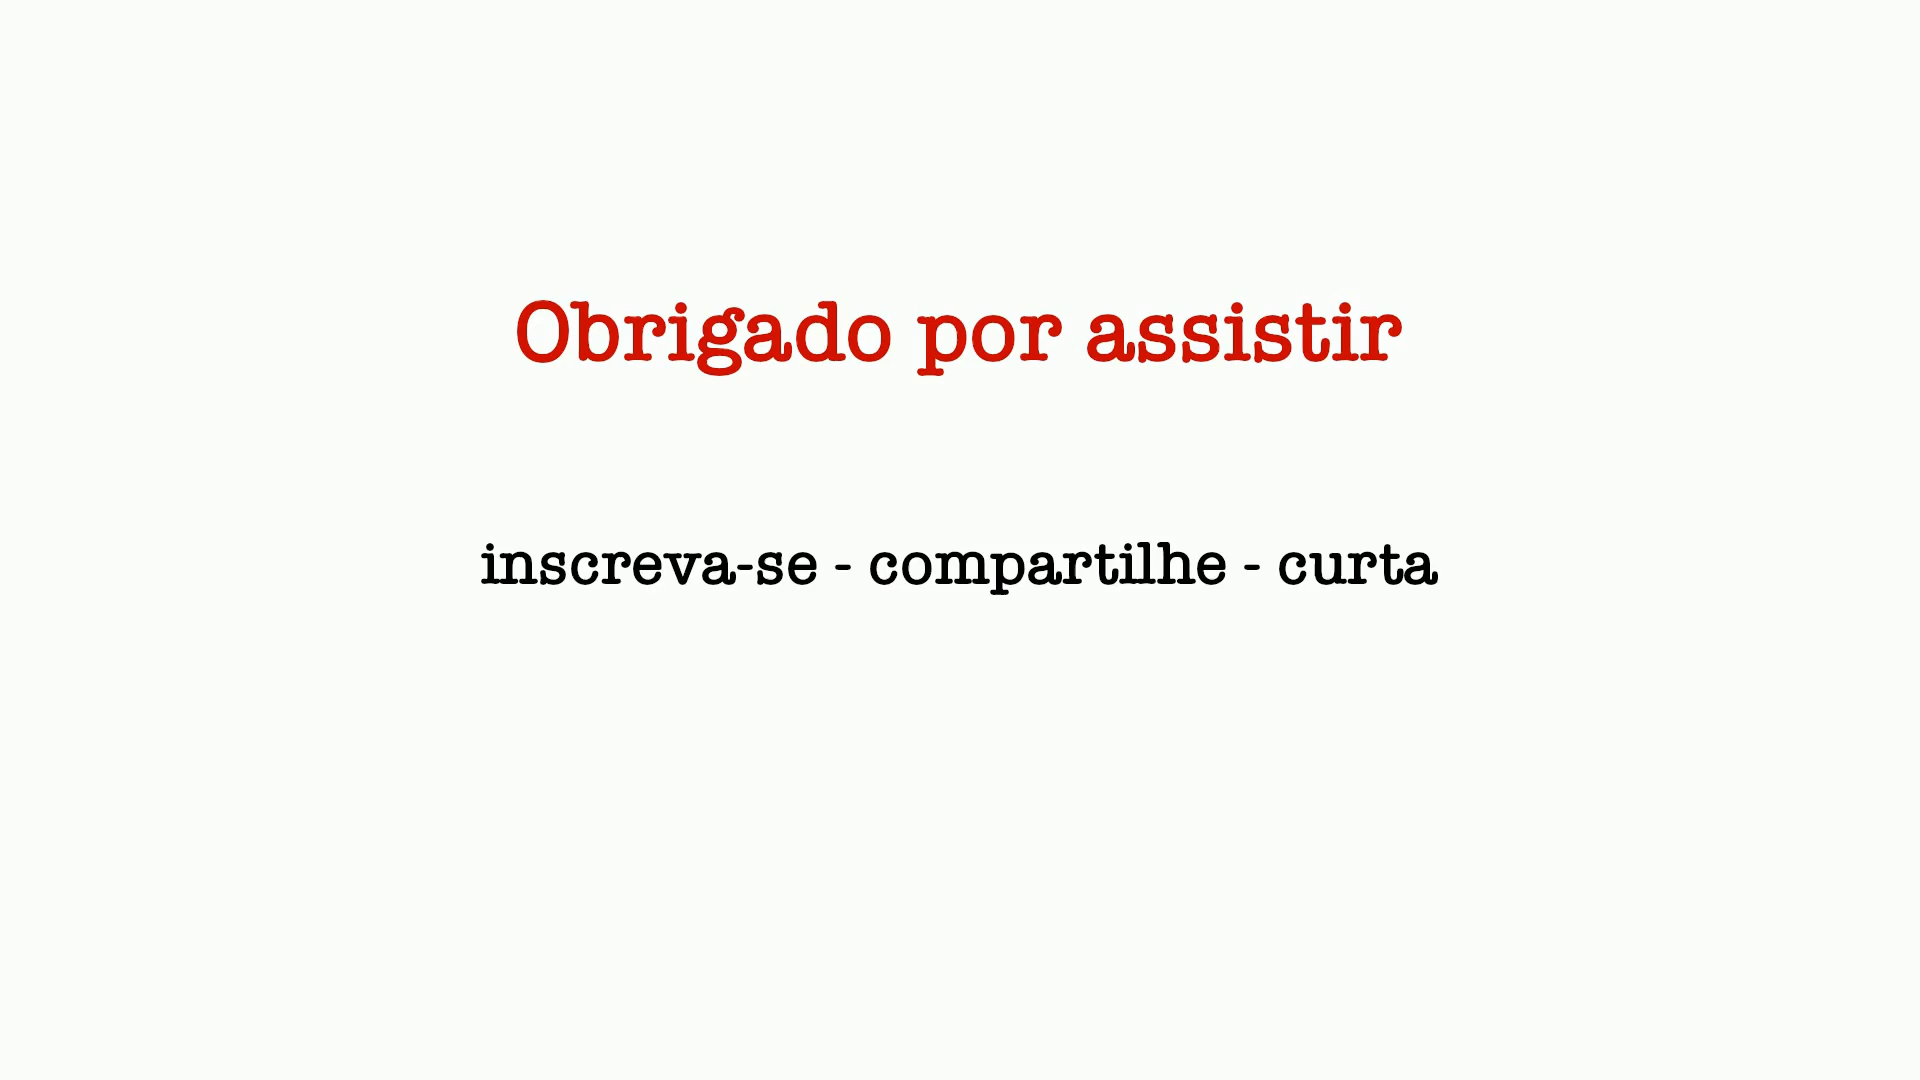 Obrigado por assistir
inscreva-se - compartilhe - curta